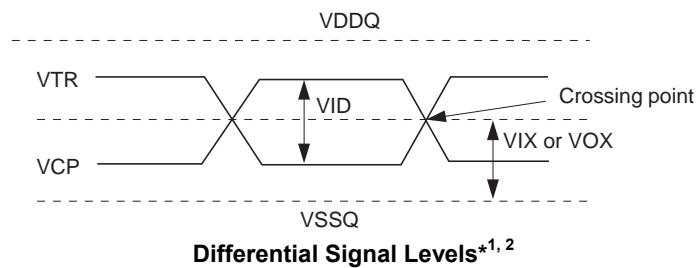 VDDQ
VTR
Crossing point
VID
VIX or VOX
VCP
VSSQ
Differential Signal Levels*1, 2